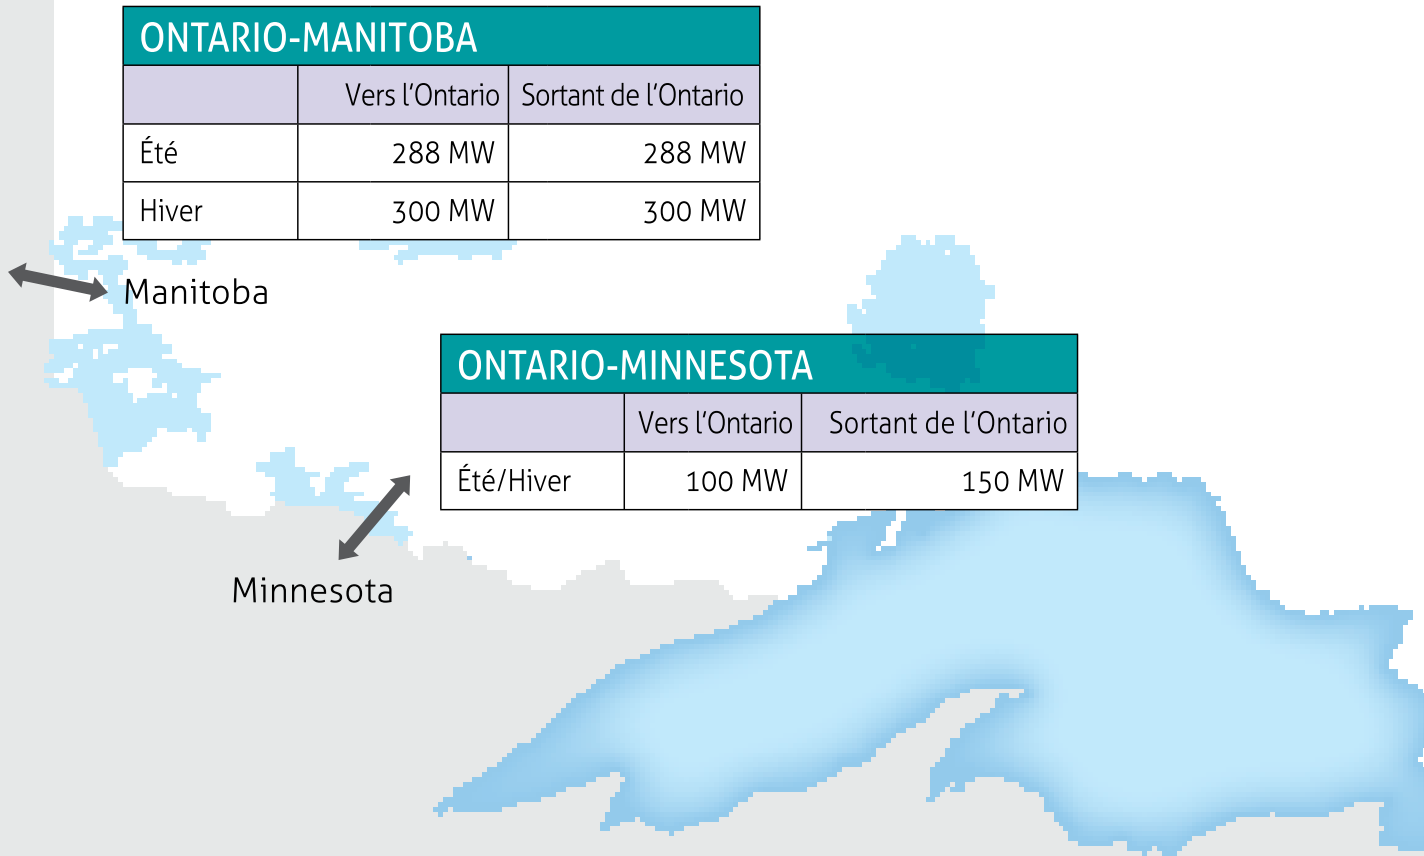 ONTARIO-MANITOBA
Vers l'Ontario Sortant de l'Ontario
Été 288 MW 288 MW
Hiver 300 MW 300 MW
Manitoba
ONTARIO-MINNESOTA
Vers l'Ontario Sortant de l'Ontario
Été/Hiver 100 MW 150 MW
Minnesota